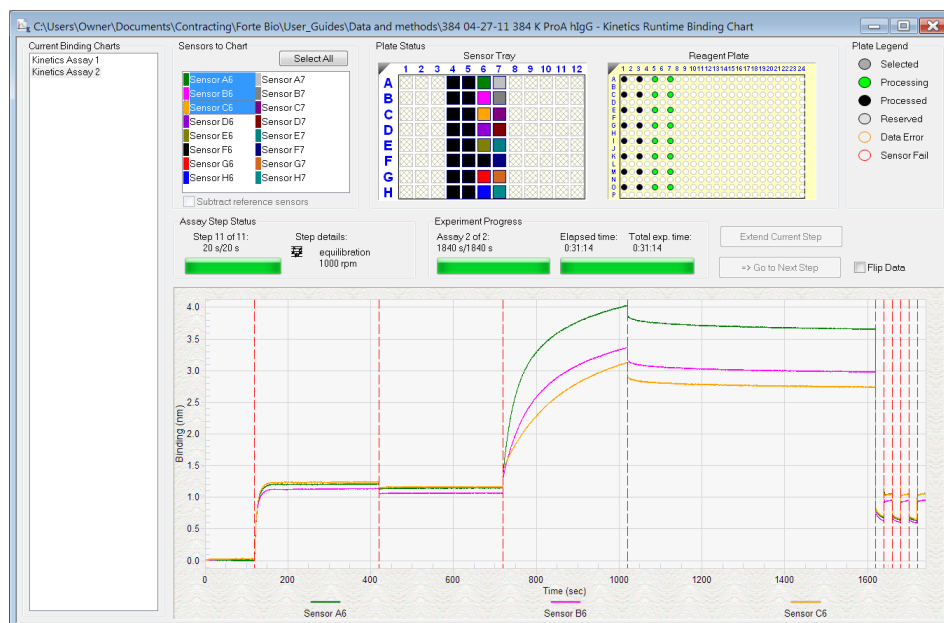 C:\Users\Owner\Documents\Contracting\Forte Bio\User_Guides\Data and methods\384 04-27-11 384 K ProA hIgG - Kinetics Runtime Binding Chart
Current Binding Charts
Kinetics Assay 1
Kinetics Assay 2
Sensors to Chart
Select All
Sensor A6 Sensor A7
Sensor B6 Sensor B7
Sensor C6 Sensor C7
Sensor D6 Sensor D7
Sensor E6 Sensor E7
Sensor F6 Sensor F7
Sensor G6 Sensor G7
Sensor H6 Sensor H7
Subtract reference sensors
Plate Status
Sensor Tray
1 2 3 4 5 6 7 8 9 10 11 12
A
B
C
D
E
F
G
H
Reagent Plate
1 2 3 4 5 6 7 8 9 10 11 12 13 14 15 16 17 18 19 20 21 22 23 24
A
B
C
D
E
F
G
H
I
J
K
L
M
N
O
P
Plate Legend
Selected
Processing
Processed
Reserved
Data Error
Sensor Fail
Assay Step Status
Step 11 of 11:
20 s/20 s
Step details:
equilibration
1000 rpm
Experiment Progress
Assay 2 of 2:
1840 s/1840 s
Elapsed time:
0:31:14
Total exp. time:
0:31:14
Extend Current Step
=> Go to Next Step
Flip Data
Binding (nm)
4.0
3.5
3.0
2.5
2.0
1.5
1.0
0.5
0.0
0 200 400 600 800 1000 1200 1400 1600
Time (sec)
Sensor A6 Sensor B6 Sensor C6